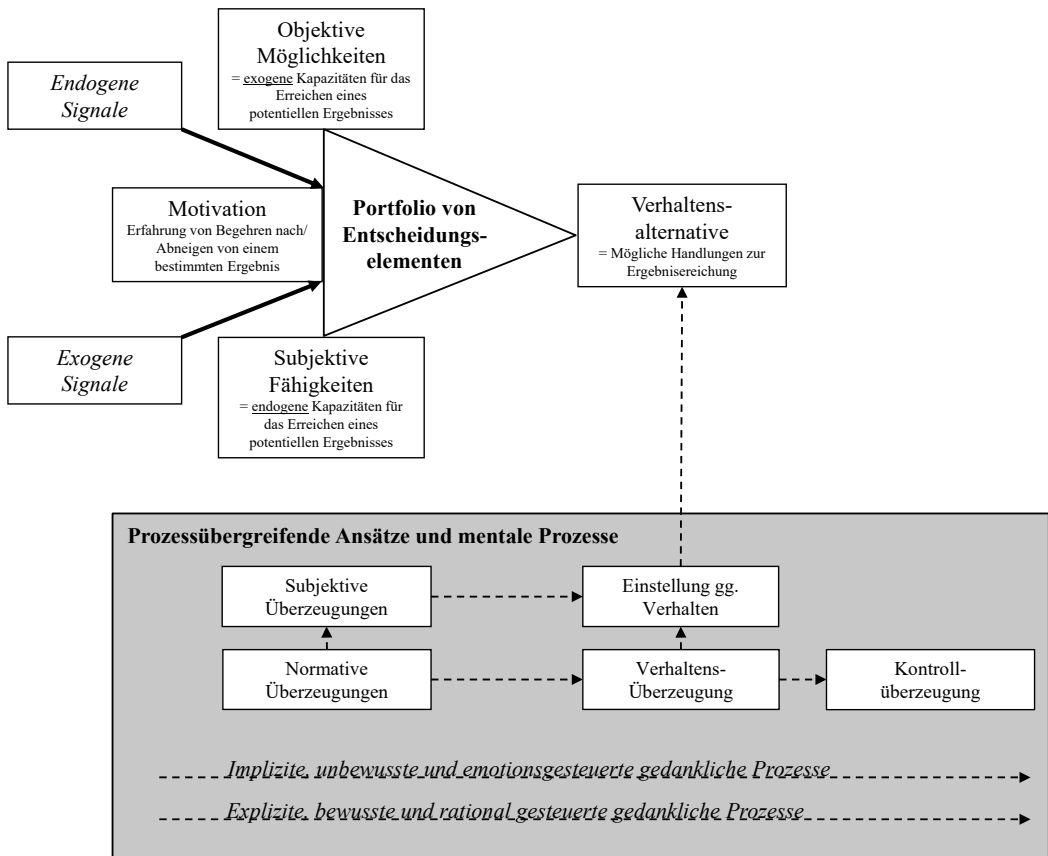 Objektive
Möglichkeiten
= exogene Kapazitäten für das
Erreichen eines
potentiellen Ergebnisses
Endogene
Signale
Motivation
Erfahrung von Begehren nach/
Abneigen von einem
bestimmten Ergebnis
Portfolio von
Entscheidungs-
elementen
Verhaltens-
alternative
= Mögliche Handlungen zur
Ergebnisereichung
Exogene
Signale
Subjektive
Fähigkeiten
= endogene Kapazitäten für
das Erreichen eines
potentiellen Ergebnisses
Prozessübergreifende Ansätze und mentale Prozesse
Subjektive
Überzeugungen
Einstellung gg.
Verhalten
Normative
Überzeugungen
Verhaltens-
Überzeugung
Kontroll-
überzeugung
Implizite, unbewusste und emotionsgesteuerte gedankliche Prozesse
Explizite, bewusste und rational gesteuerte gedankliche Prozesse